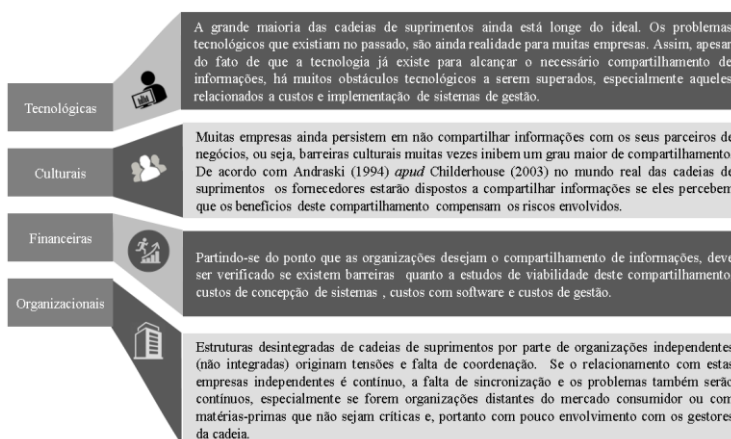 Tecnológicas
A grande maioria das cadeias de suprimentos ainda está longe do ideal. Os problemas
tecnológicos que existiam no passado, são ainda realidade para muitas empresas. Assim, apesar
do fato de que a tecnologia já existe para alcançar o necessário compartilhamento de
informações, há muitos obstáculos tecnológicos a serem superados, especialmente aqueles
relacionados a custos e implementação de sistemas de gestão.
Culturais
Muitas empresas ainda persistem em não compartilhar informações com os seus parceiros de
negócios, ou seja, barreiras culturais muitas vezes inibem um grau maior de compartilhamento.
De acordo com Andraski (1994) apud Childerhouse (2003) no mundo real das cadeias de
suprimentos os fornecedores estarão dispostos a compartilhar informações se eles percebem
que os benefícios deste compartilhamento compensam os riscos envolvidos.
Financeiras
Partindo-se do ponto que as organizações desejam o compartilhamento de informações, deve
ser verificado se existem barreiras quanto a estudos de viabilidade deste compartilhamento
custos de concepção de sistemas , custos com software e custos de gestão.
Organizacionais
Estruturas desintegradas de cadeias de suprimentos por parte de organizações independentes
(não integradas) originam tensões e falta de coordenação. Se o relacionamento com estas
empresas independentes é contínuo, a falta de sincronização e os problemas também serão
contínuos, especialmente se forem organizações distantes do mercado consumidor ou com
matérias-primas que não sejam críticas e, portanto com pouco envolvimento com os gestores
da cadeia.